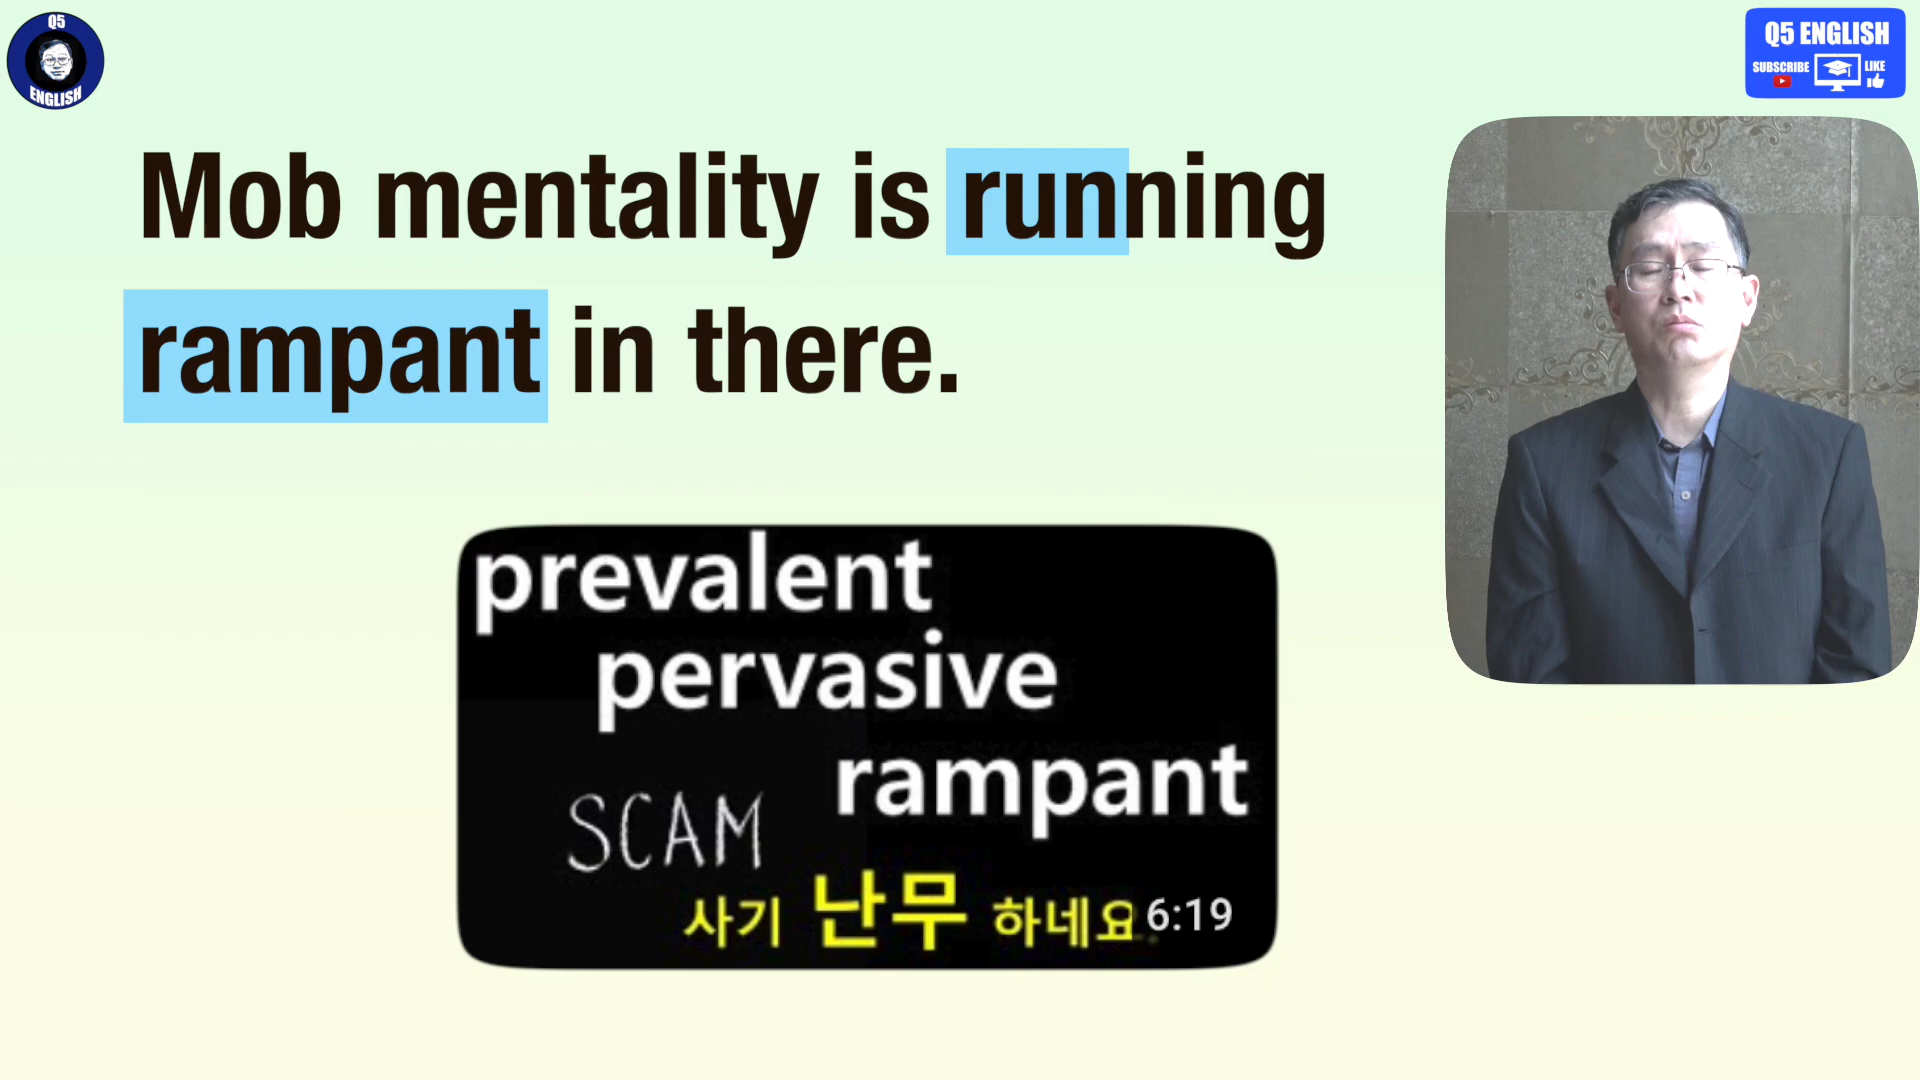 Q5
ENGLISH
Q5 ENGLISH
SUBSCRIBE
LIKE
Mob mentality is running
rampant in there.
prevalent
pervasive
rampant
SCAM
사기 난무 하네요
6:19